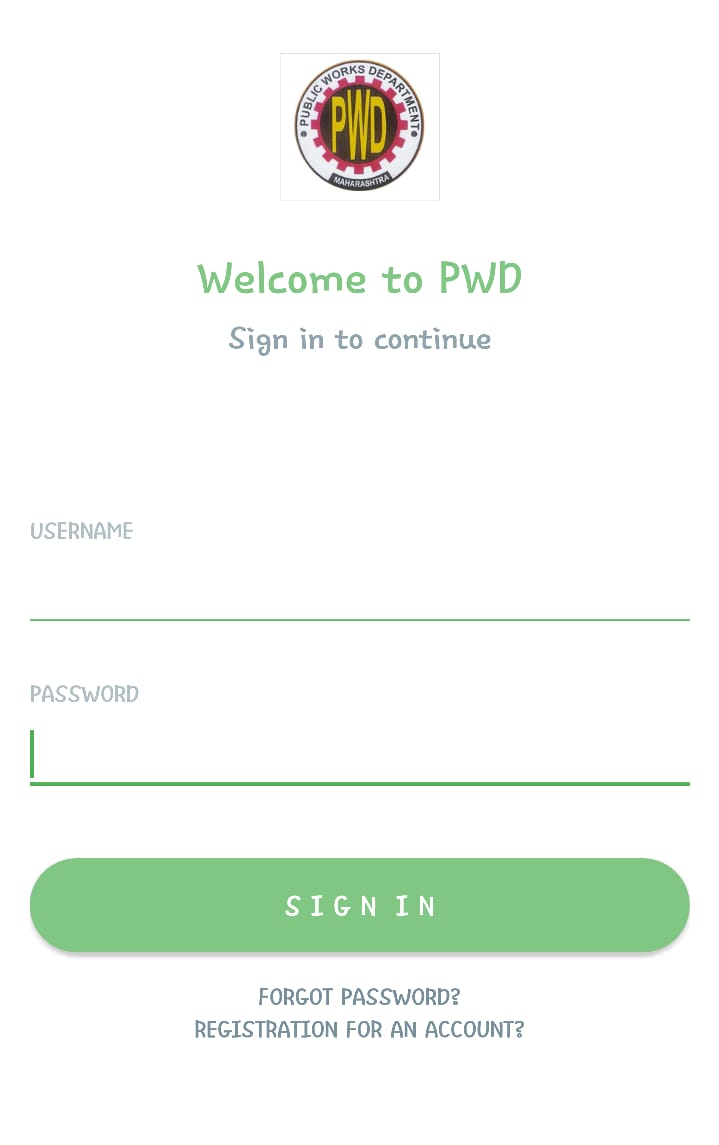 PUBLIC WORKS DEPARTMENT
PWD
MAHARASHTRA
Welcome to PWD
Sign in to continue
USERNAME
PASSWORD
SIGN IN
FORGOT PASSWORD?
REGISTRATION FOR AN ACCOUNT?